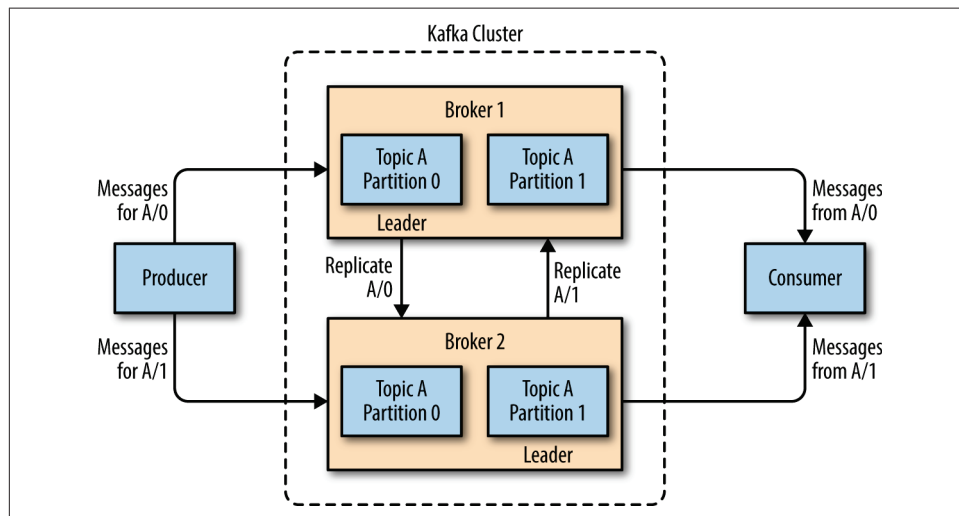 Kafka Cluster
Broker 1
Topic A
Partition 0
Topic A
Partition 1
Leader
Messages
for A/0
Messages
from A/0
Producer
Replicate
A/0
Replicate
A/1
Consumer
Messages
for A/1
Messages
from A/1
Broker 2
Topic A
Partition 0
Topic A
Partition 1
Leader